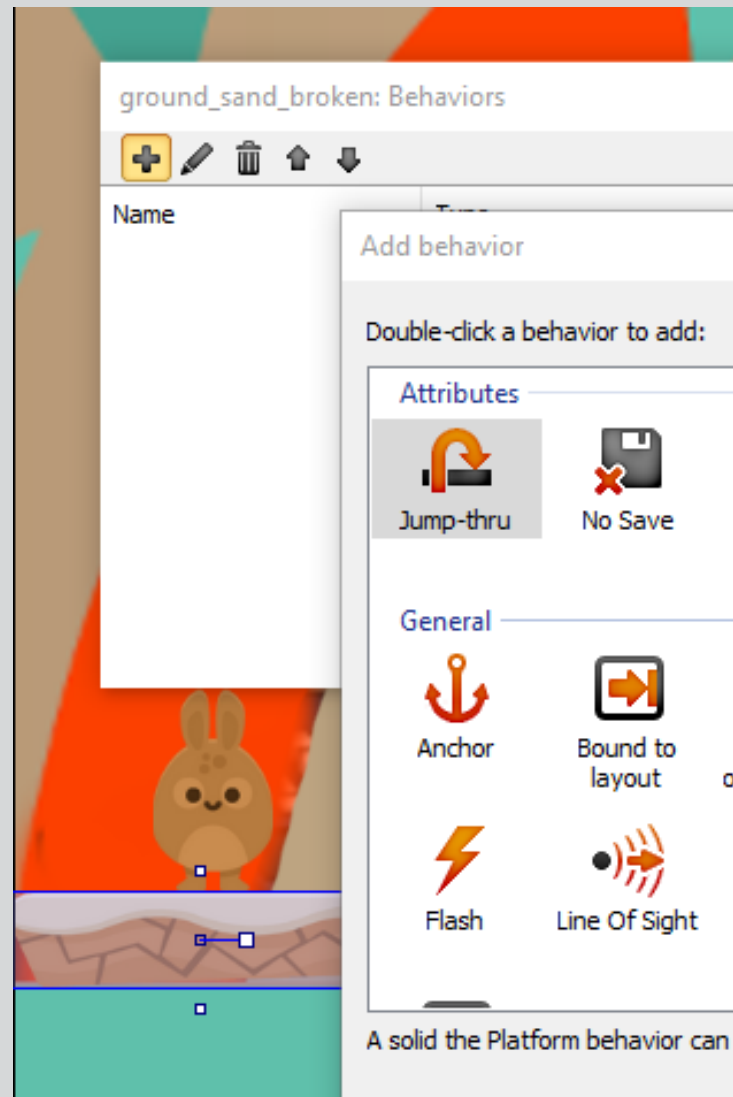 ground_sand_broken: Behaviors
Name
Add behavior
Double-click a behavior to add:
Attributes
Jump-thru
No Save
General
Anchor
Bound to
layout
Flash
Line Of Sight
A solid the Platform behavior can